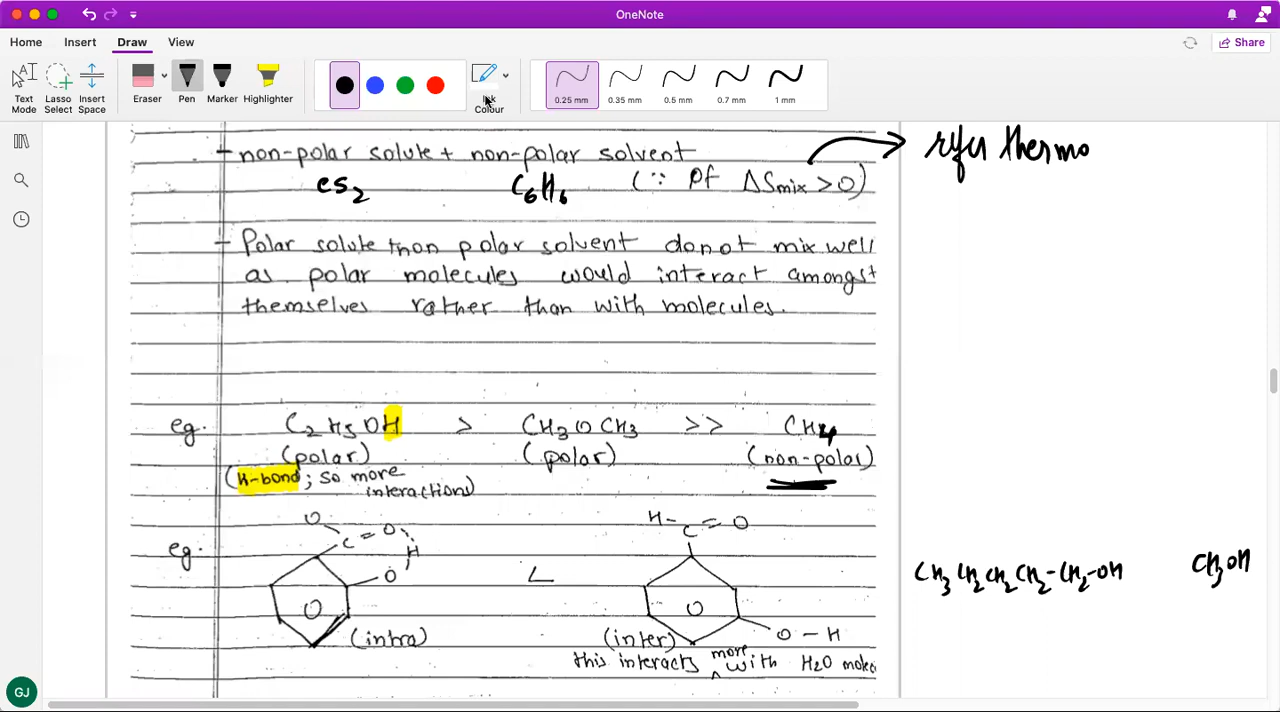 OneNote
Home Insert Draw View Share
Text Mode Lasso Select Insert Space Eraser Pen Marker Highlighter Ink Colour 0.25 mm 0.35 mm 0.5 mm 0.7 mm 1 mm
- non-polar solute + non-polar solvent refer thermo
CS2 C6H6 (∵ of ΔSmix > 0)
- Polar solute + non polar solvent donot mix well
as polar molecules would interact amongst
themselves rather than with molecules.
eg. C2H5OH > CH3OCH3 >> CH4
(polar) (polar) (non-polar)
(H-bond; so more
interaction)
O H-C=O
C=O
eg. H
O < CH3CH2CH2CH2-CH2-OH CH3OH
O O
(intra) (inter) O-H
this interacts more with H2O molec
GJ